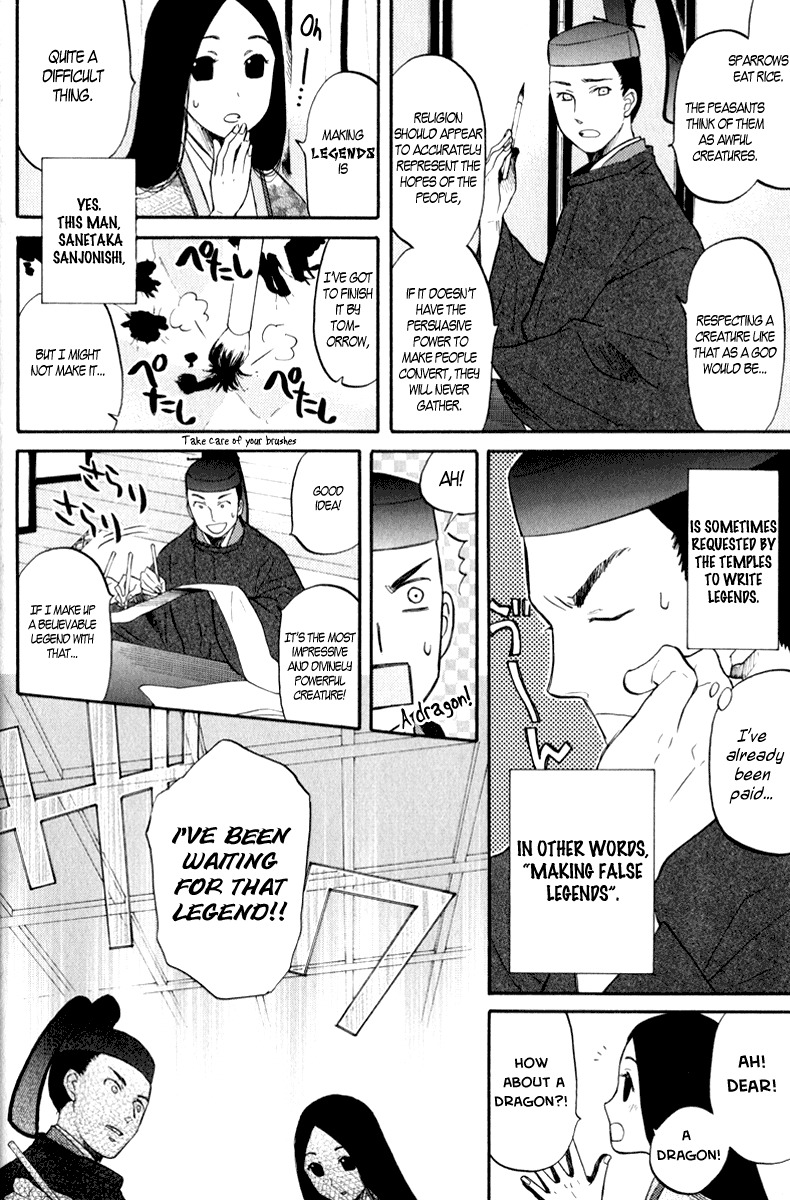 SPARROWS
EAT RICE.
THE PEASANTS
THINK OF THEM
AS AWFUL
CREATURES.
RESPECTING A
CREATURE LIKE
THAT AS A GOD
WOULD BE...
RELIGION
SHOULD APPEAR
TO ACCURATELY
REPRESENT THE
HOPES OF THE
PEOPLE,
IF IT DOESN'T
HAVE THE
PERSUASIVE
POWER TO
MAKE PEOPLE
CONVERT, THEY
WILL NEVER
GATHER.
Oh
MAKING
LEGENDS
IS
QUITE A
DIFFICULT
THING.
YES.
THIS MAN,
SANETAKA
SANJONISHI,
I'VE GOT
TO FINISH
IT BY
TOM-
ORROW,
BUT I MIGHT
NOT MAKE IT...
ぺたし
ぺたし
Take care of your brushes
IS SOMETIMES
REQUESTED BY
THE TEMPLES
TO WRITE
LEGENDS.
I've
already
been
paid...
IN OTHER WORDS,
"MAKING FALSE
LEGENDS".
AH!
A dragon!
GOOD
IDEA!
IT'S THE MOST
IMPRESSIVE
AND DIVINELY
POWERFUL
CREATURE!
IF I MAKE UP
A BELIEVABLE
LEGEND WITH
THAT...
さらり
さらり
AH!
DEAR!
A
DRAGON!
HOW
ABOUT A
DRAGON?!
I'VE BEEN
WAITING
FOR THAT
LEGEND!!